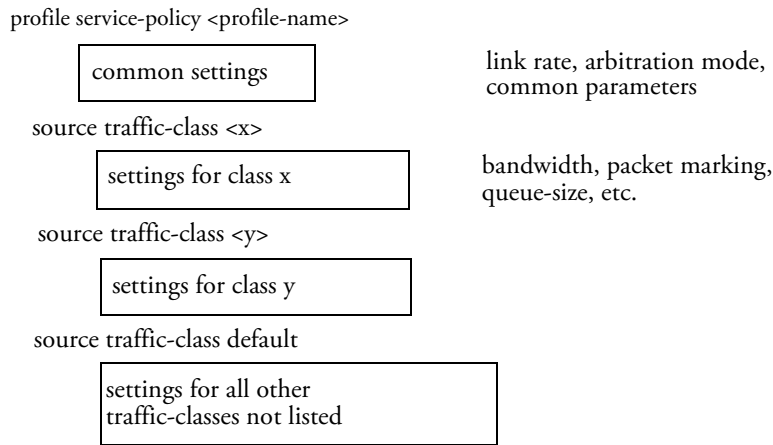 profile service-policy <profile-name>
common settings
link rate, arbitration mode,
common parameters
source traffic-class <x>
settings for class x
bandwidth, packet marking,
queue-size, etc.
source traffic-class <y>
settings for class y
source traffic-class default
settings for all other
traffic-classes not listed